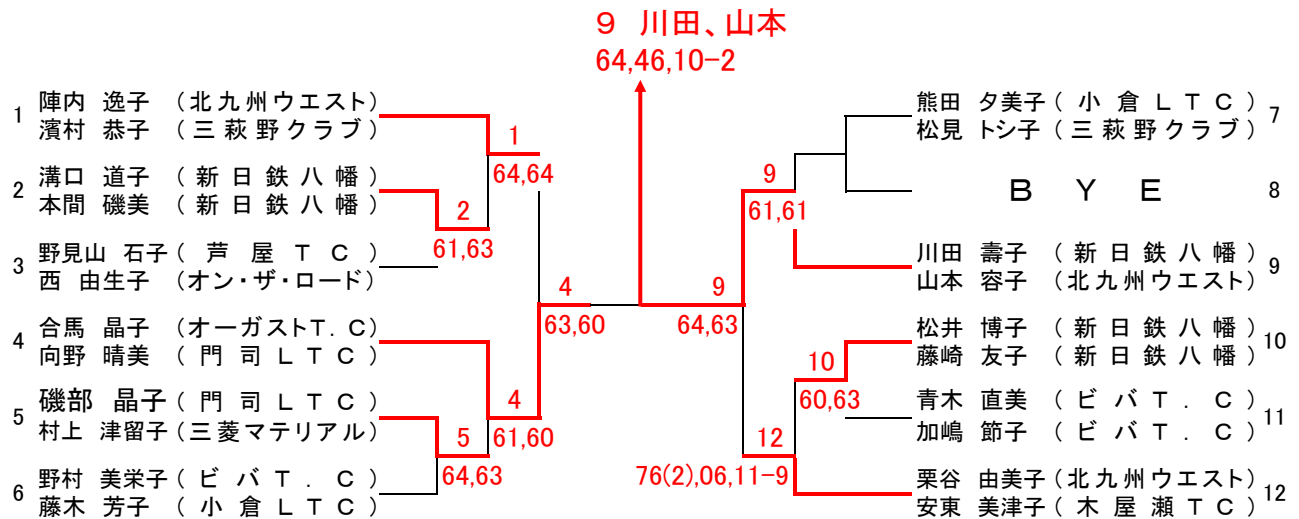 9 川田、山本
64,46,10-2
1 陣内 逸子 (北九州ウエスト)
濱村 恭子 (三萩野クラブ)
2 溝口 道子 (新日鉄八幡)
本間 磯美 (新日鉄八幡)
3 野見山 石子(芦屋TC)
西 由生子(オン・ザ・ロード)
4 合馬 晶子 (オーガストT.C)
向野 晴美 (門司LTC)
5 磯部 晶子(門司LTC)
村上 津留子(三菱マテリアル)
6 野村 美栄子(ビバT.C)
藤木 芳子(小倉LTC)
1
64,64
2
61,63
4
63,60
4
61,60
5
64,63
9
64,63
9
61,61
10
60,63
12
76(2),06,11-9
熊田 夕美子(小倉LTC) 7
松見 トシ子(三萩野クラブ)
BYE 8
川田 壽子 (新日鉄八幡) 9
山本 容子 (北九州ウエスト)
松井 博子 (新日鉄八幡) 10
藤崎 友子 (新日鉄八幡)
青木 直美 (ビバT.C) 11
加嶋 節子 (ビバT.C)
栗谷 由美子(北九州ウエスト) 12
安東 美津子(木屋瀬TC)